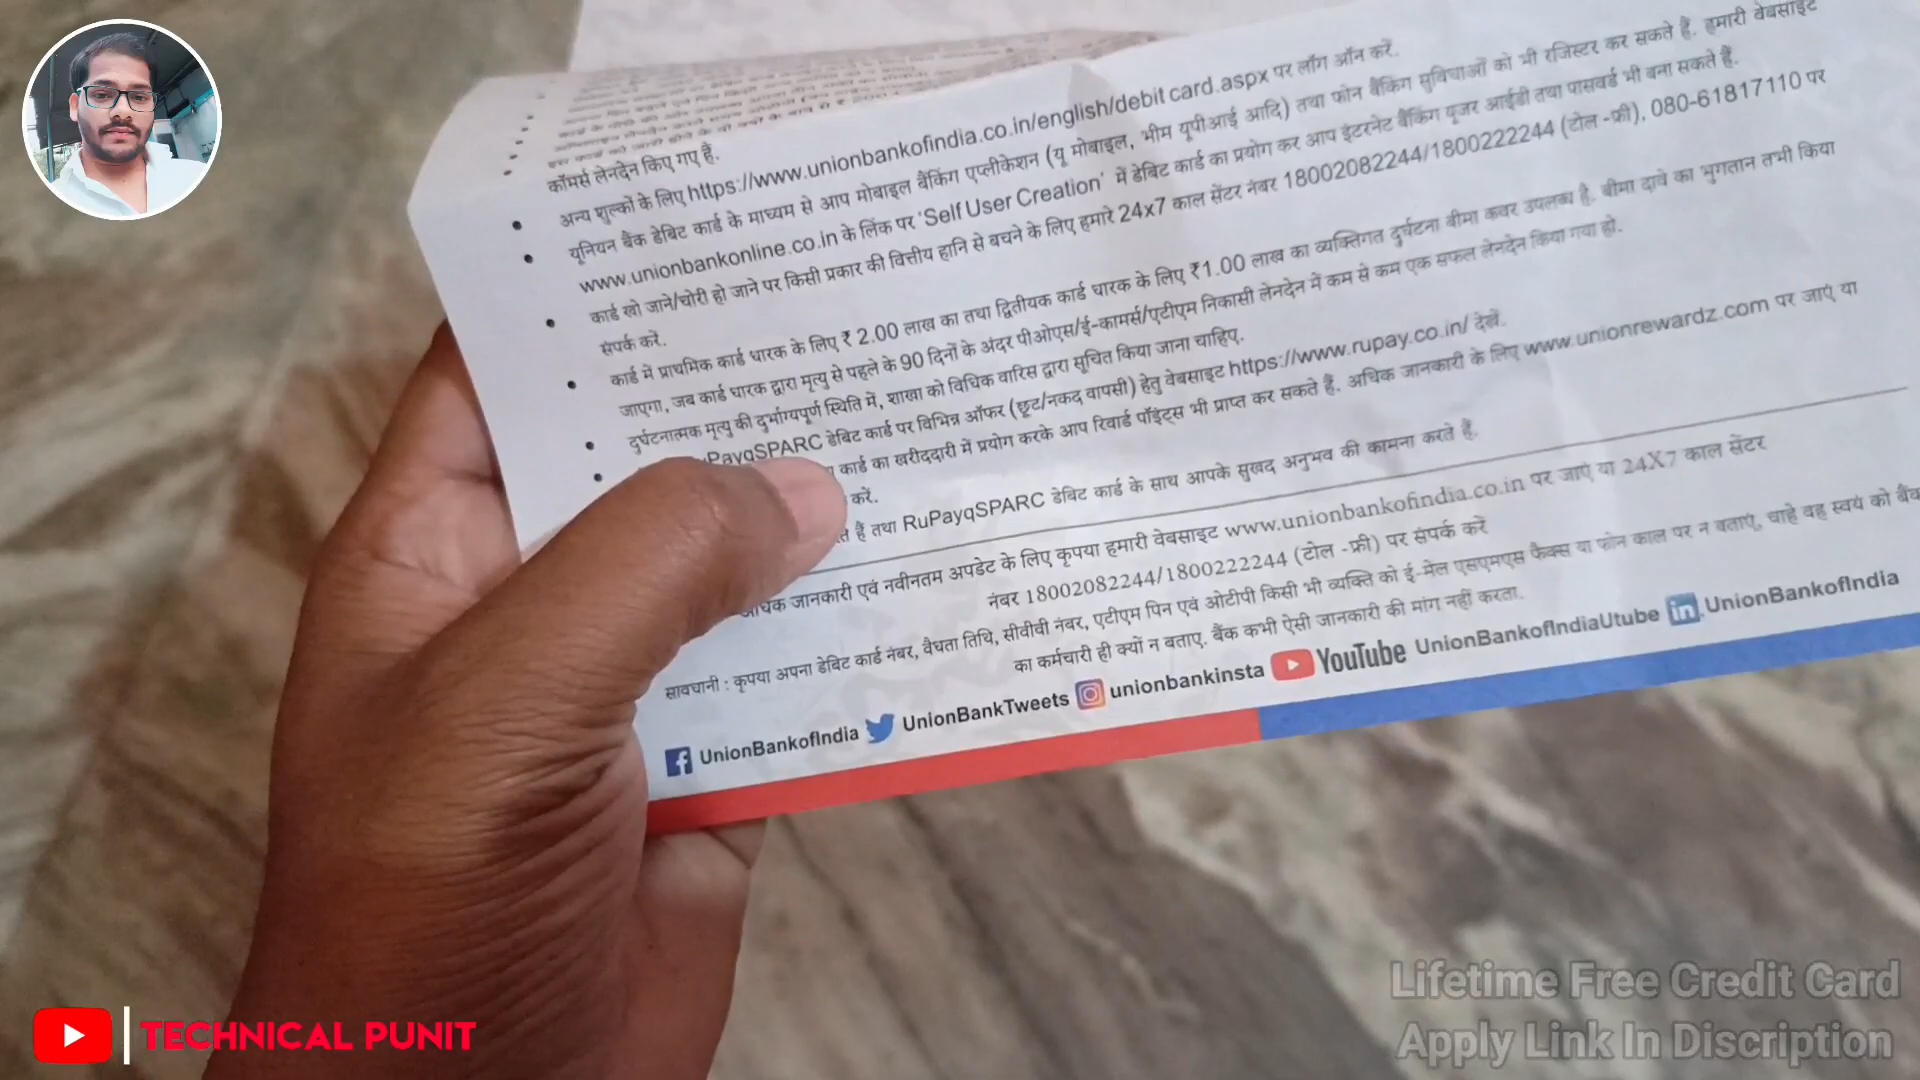 कॉमर्स लेनदेन किए गए हैं.
• अन्य शुल्कों के लिए https://www.unionbankofindia.co.in/english/debit card.aspx पर लॉग ऑन करें.
• यूनियन बैंक डेबिट कार्ड के माध्यम से आप मोबाइल बैंकिंग एप्लीकेशन (यू मोबाइल, भीम यूपीआई आदि) तथा फोन बैंकिंग सुविधाओं को भी रजिस्टर कर सकते हैं. हमारी वेबसाइट
www.unionbankonline.co.in के लिंक पर 'Self User Creation' में डेबिट कार्ड का प्रयोग कर आप इंटरनेट बैंकिंग यूजर आईडी तथा पासवर्ड भी बना सकते हैं.
• कार्ड खो जाने/चोरी हो जाने पर किसी प्रकार की वित्तीय हानि से बचने के लिए हमारे 24x7 काल सेंटर नंबर 18002082244/1800222244 (टोल -फ्री), 080-61817110 पर
संपर्क करें.
• कार्ड में प्राथमिक कार्ड धारक के लिए ₹ 2.00 लाख का तथा द्वितीयक कार्ड धारक के लिए ₹1.00 लाख का व्यक्तिगत दुर्घटना बीमा कवर उपलब्ध है. बीमा दावे का भुगतान तभी किया
जाएगा, जब कार्ड धारक द्वारा मृत्यु से पहले के 90 दिनों के अंदर पीओएस/ई-कामर्स/एटीएम निकासी लेनदेन में कम से कम एक सफल लेनदेन किया गया हो.
• दुर्घटनात्मक मृत्यु की दुर्भाग्यपूर्ण स्थिति में, शाखा को विधिक वारिस द्वारा सूचित किया जाना चाहिए.
• PayqSPARC डेबिट कार्ड पर विभिन्न ऑफर (छूट/नकद वापसी) हेतु वेबसाइट https://www.rupay.co.in/ देखें.
कार्ड का खरीददारी में प्रयोग करके आप रिवार्ड पॉइंट्स भी प्राप्त कर सकते हैं. अधिक जानकारी के लिए www.unionrewardz.com पर जाएं या
करें.
हैं तथा RuPayqSPARC डेबिट कार्ड के साथ आपके सुखद अनुभव की कामना करते हैं.
अधिक जानकारी एवं नवीनतम अपडेट के लिए कृपया हमारी वेबसाइट www.unionbankofindia.co.in पर जाएं या 24X7 काल सेंटर
नंबर 18002082244/1800222244 (टोल -फ्री) पर संपर्क करें
सावधानी : कृपया अपना डेबिट कार्ड नंबर, वैधता तिथि, सीवीवी नंबर, एटीएम पिन एवं ओटीपी किसी भी व्यक्ति को ई-मेल एसएमएस फैक्स या फोन काल पर न बताएं, चाहे वह स्वयं को बैंक
का कर्मचारी ही क्यों न बताए. बैंक कभी ऐसी जानकारी की मांग नहीं करता.
UnionBankofIndia UnionBankTweets unionbankinsta YouTube UnionBankofIndiaUtube in UnionBankofIndia
Lifetime Free Credit Card
Apply Link In Discription
TECHNICAL PUNIT